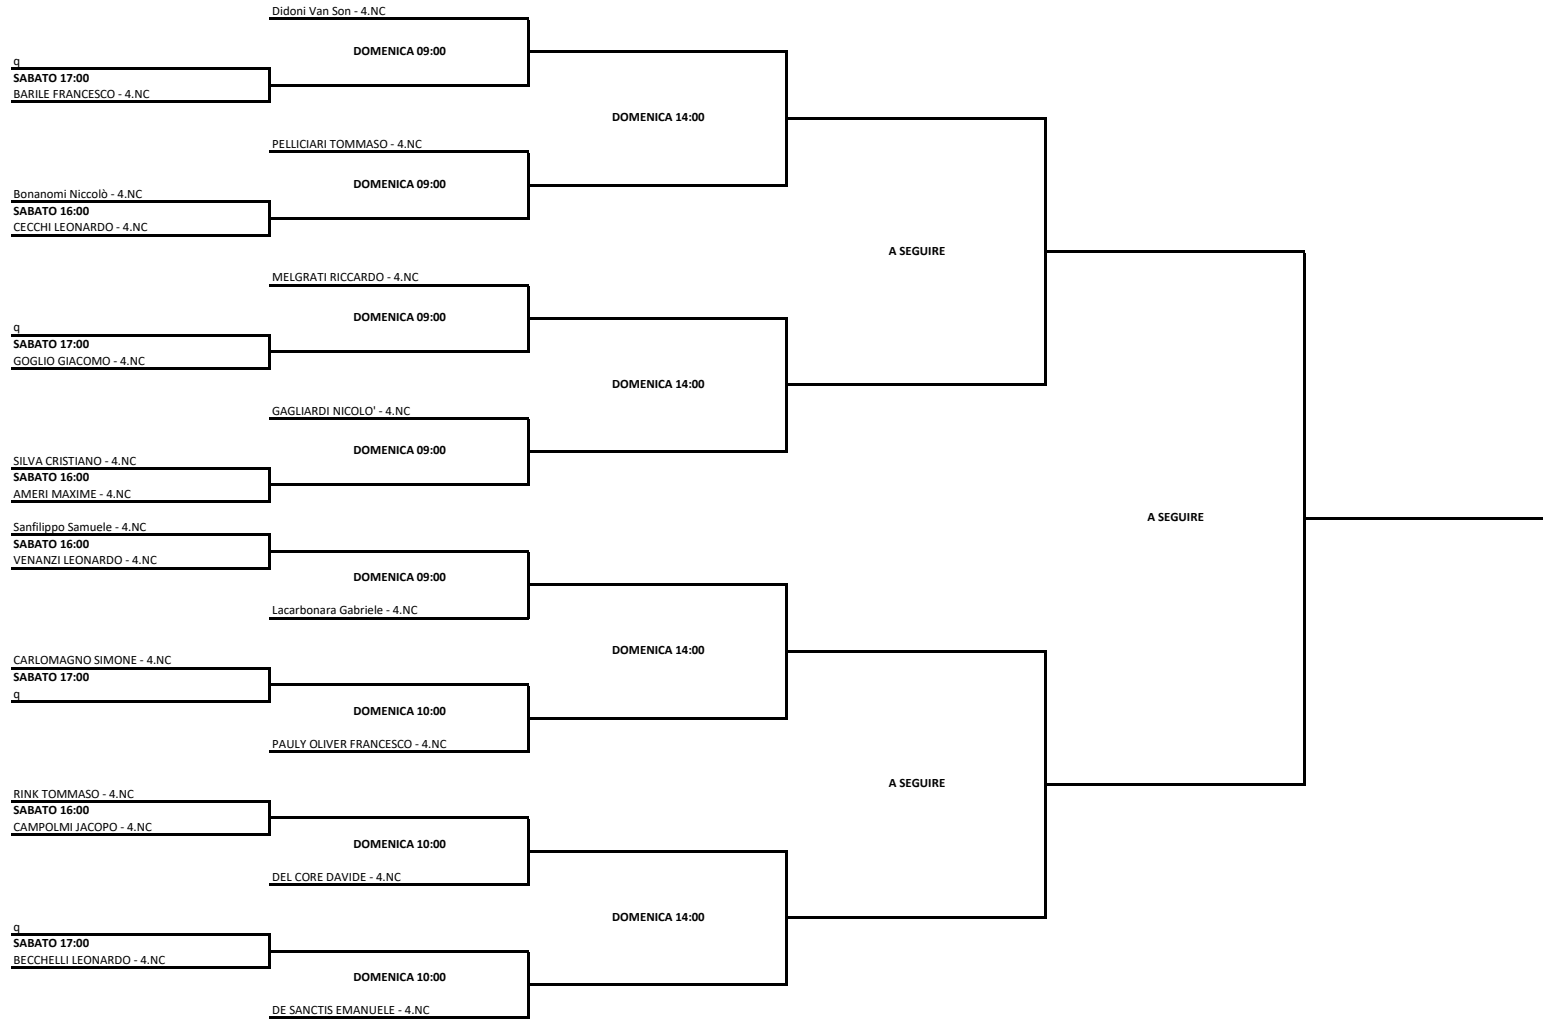 Didoni Van Son - 4.NC
DOMENICA 09:00
q
SABATO 17:00
BARILE FRANCESCO - 4.NC
DOMENICA 14:00
PELLICIARI TOMMASO - 4.NC
DOMENICA 09:00
Bonanomi Niccolò - 4.NC
SABATO 16:00
CECCHI LEONARDO - 4.NC
A SEGUIRE
MELGRATI RICCARDO - 4.NC
DOMENICA 09:00
q
SABATO 17:00
GOGLIO GIACOMO - 4.NC
DOMENICA 14:00
GAGLIARDI NICOLO' - 4.NC
DOMENICA 09:00
SILVA CRISTIANO - 4.NC
SABATO 16:00
AMERI MAXIME - 4.NC
A SEGUIRE
Sanfilippo Samuele - 4.NC
SABATO 16:00
VENANZI LEONARDO - 4.NC
DOMENICA 09:00
Lacarbonara Gabriele - 4.NC
DOMENICA 14:00
CARLOMAGNO SIMONE - 4.NC
SABATO 17:00
q
DOMENICA 10:00
PAULY OLIVER FRANCESCO - 4.NC
A SEGUIRE
RINK TOMMASO - 4.NC
SABATO 16:00
CAMPOLMI JACOPO - 4.NC
DOMENICA 10:00
DEL CORE DAVIDE - 4.NC
DOMENICA 14:00
q
SABATO 17:00
BECCHELLI LEONARDO - 4.NC
DOMENICA 10:00
DE SANCTIS EMANUELE - 4.NC